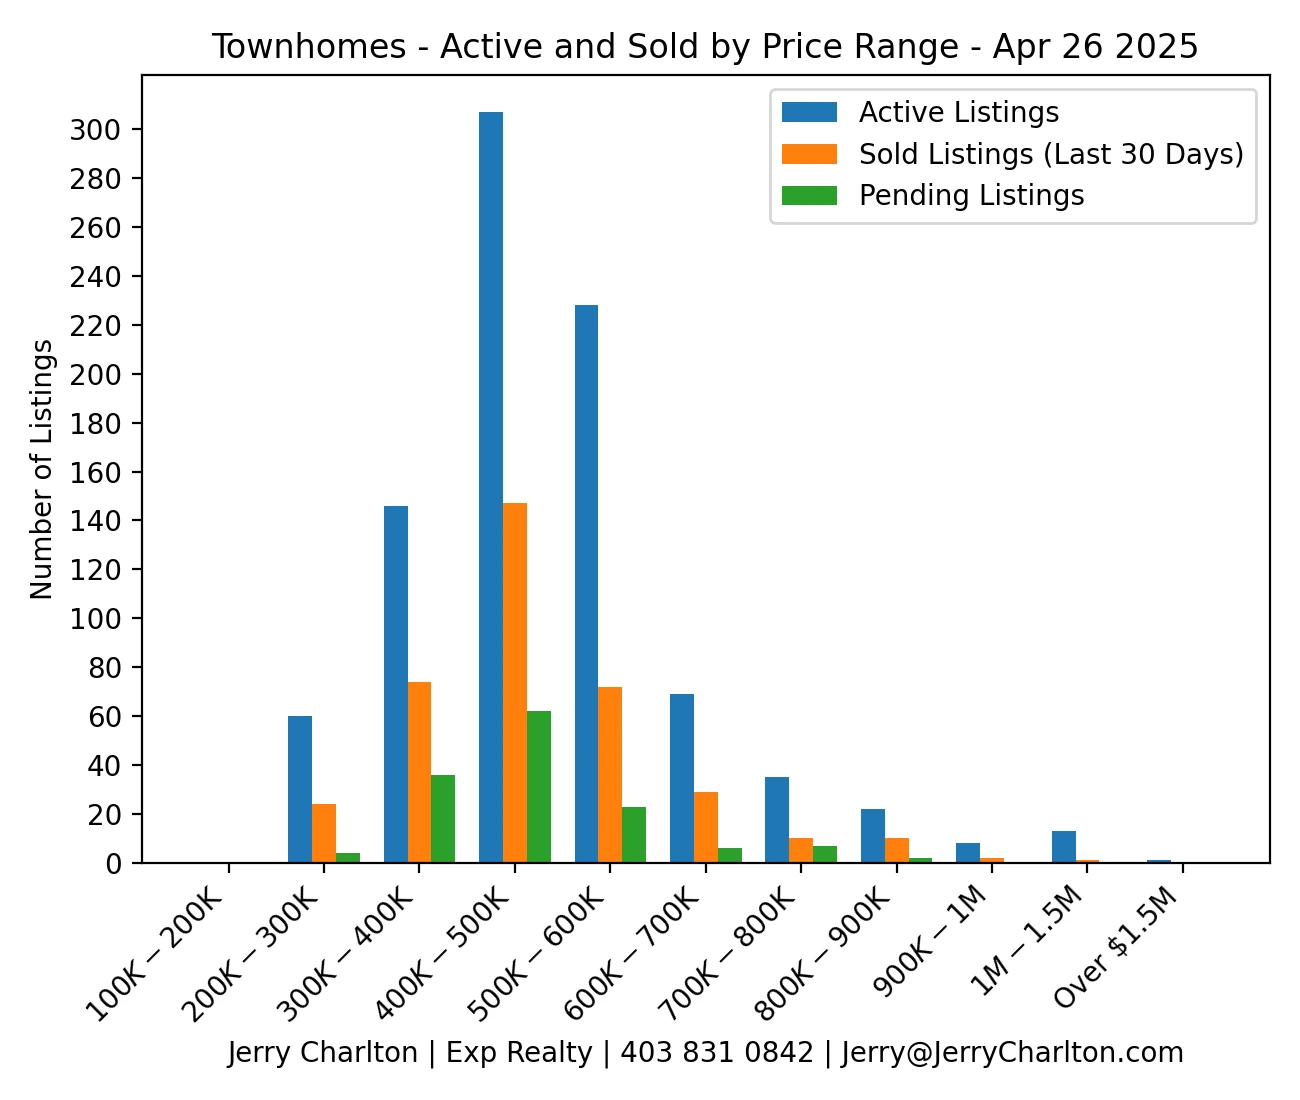 Townhomes - Active and Sold by Price Range - Apr 26 2025
Active Listings
Sold Listings (Last 30 Days)
Pending Listings
Number of Listings
300
280
260
240
220
200
180
160
140
120
100
80
60
40
20
0
100K − 200K
200K − 300K
300K − 400K
400K − 500K
500K − 600K
600K − 700K
700K − 800K
800K − 900K
900K − 1M
1M − 1.5M
Over $1.5M
Jerry Charlton | Exp Realty | 403 831 0842 | Jerry@JerryCharlton.com